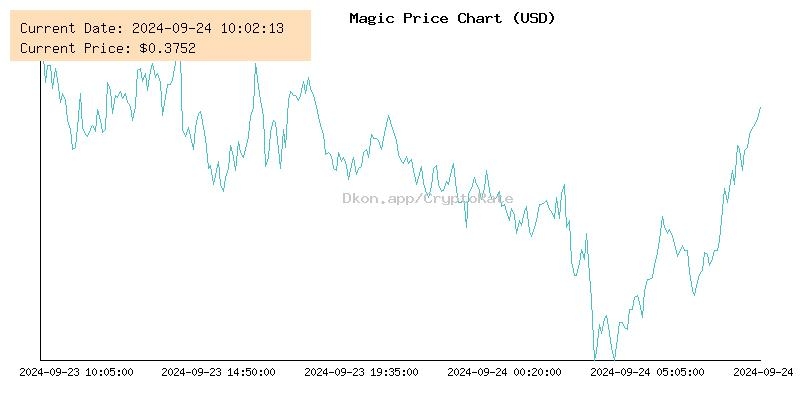 Magic Price Chart (USD)
Current Date: 2024-09-24 10:02:13
Current Price: $0.3752
Dkon.app/CryptoRate
2024-09-23 10:05:00 2024-09-23 14:50:00 2024-09-23 19:35:00 2024-09-24 00:20:00 2024-09-24 05:05:00 2024-09-24